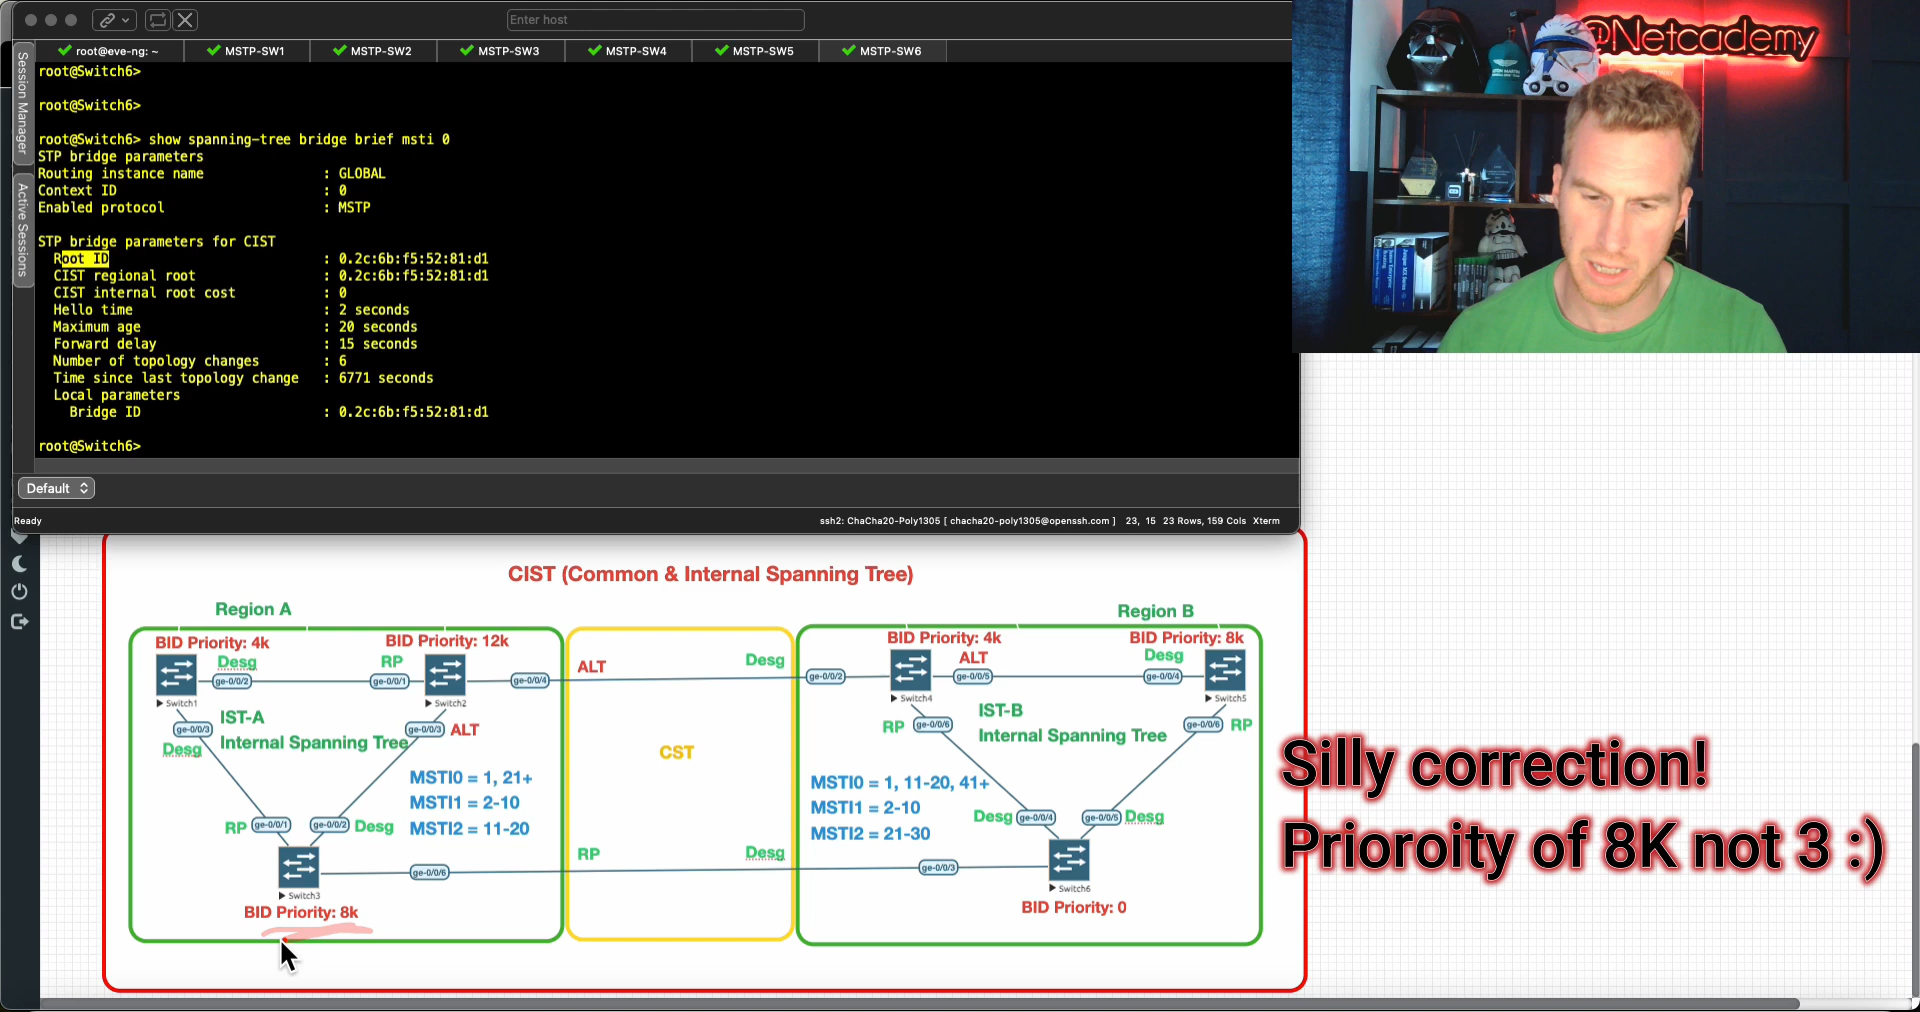 Enter host
root@eve-ng: ~
MSTP-SW1
MSTP-SW2
MSTP-SW3
MSTP-SW4
MSTP-SW5
MSTP-SW6
@Netcademy
Session Manager
Active Sessions
root@Switch6>
root@Switch6>
root@Switch6> show spanning-tree bridge brief msti 0
STP bridge parameters
Routing instance name : GLOBAL
Context ID : 0
Enabled protocol : MSTP
STP bridge parameters for CIST
Root ID : 0.2c:6b:f5:52:81:d1
CIST regional root : 0.2c:6b:f5:52:81:d1
CIST internal root cost : 0
Hello time : 2 seconds
Maximum age : 20 seconds
Forward delay : 15 seconds
Number of topology changes : 6
Time since last topology change : 6771 seconds
Local parameters
Bridge ID : 0.2c:6b:f5:52:81:d1
root@Switch6>
Default
Ready
ssh2: ChaCha20-Poly1305 [ chacha20-poly1305@openssh.com ] 23, 15 23 Rows, 159 Cols Xterm
CIST (Common & Internal Spanning Tree)
Region A
Region B
BID Priority: 4k
BID Priority: 12k
BID Priority: 4k
BID Priority: 8k
Desg
RP
ALT
Desg
ALT
Desg
ge-0/0/2
ge-0/0/1
ge-0/0/4
ge-0/0/2
ge-0/0/5
ge-0/0/4
Switch1
Switch2
Switch4
Switch5
IST-A
Internal Spanning Tree
ge-0/0/3
Desg
ge-0/0/3
ALT
IST-B
Internal Spanning Tree
RP
ge-0/0/6
ge-0/0/6
RP
CST
MSTI0 = 1, 21+
MSTI1 = 2-10
MSTI2 = 11-20
MSTI0 = 1, 11-20, 41+
MSTI1 = 2-10
MSTI2 = 21-30
RP
ge-0/0/1
ge-0/0/2
Desg
Desg
ge-0/0/4
ge-0/0/5
Desg
RP
Desg
ge-0/0/6
ge-0/0/3
Switch3
Switch6
BID Priority: 8k
BID Priority: 0
Silly correction!
Prioroity of 8K not 3 :)